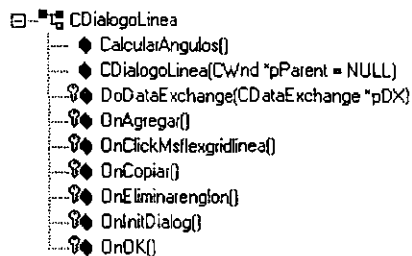 CDialogoLinea
CalcularAngulos()
CDialogoLinea(CWnd *pParent = NULL)
DoDataExchange(CDataExchange *pDX)
OnAgregar()
OnClickMsflexgridlinea()
OnCopiar()
OnEliminarenglon()
OnInitDialog()
OnOK()